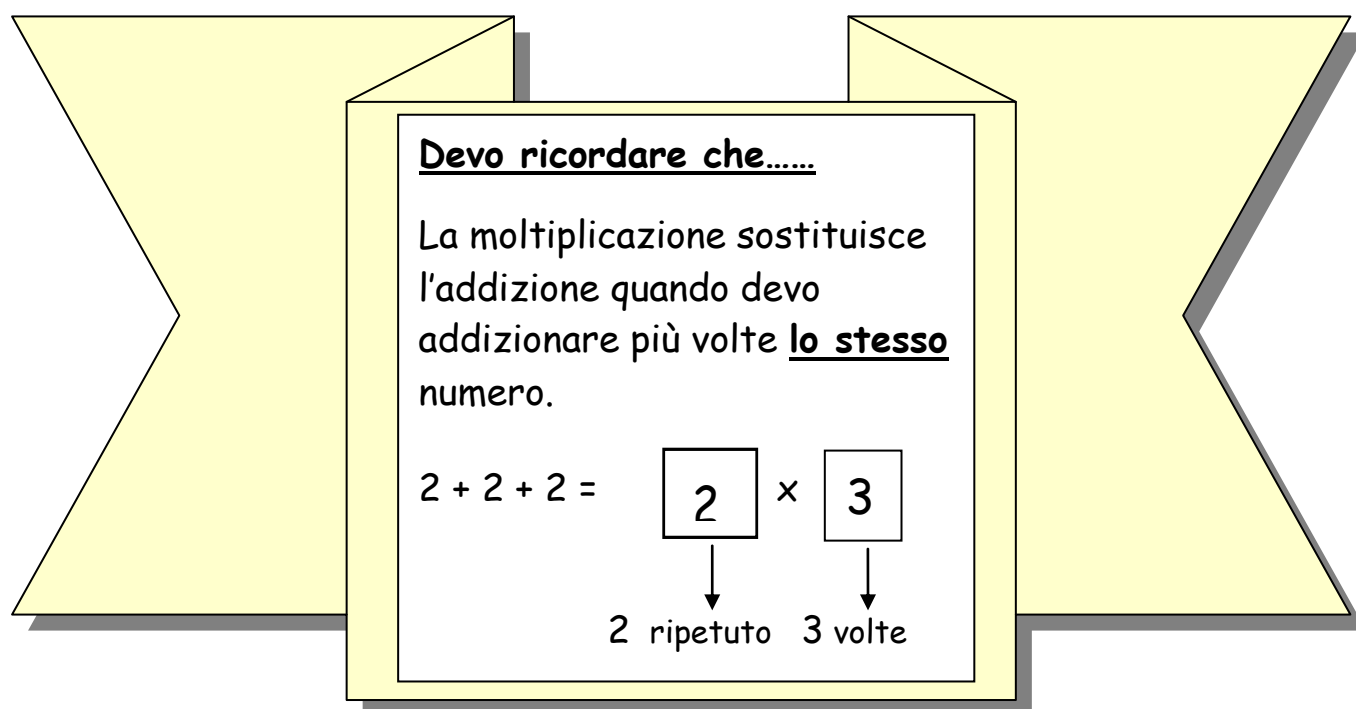 Devo ricordare che……
La moltiplicazione sostituisce
l'addizione quando devo
addizionare più volte lo stesso
numero.
2 + 2 + 2 = 2 x 3
2 ripetuto 3 volte